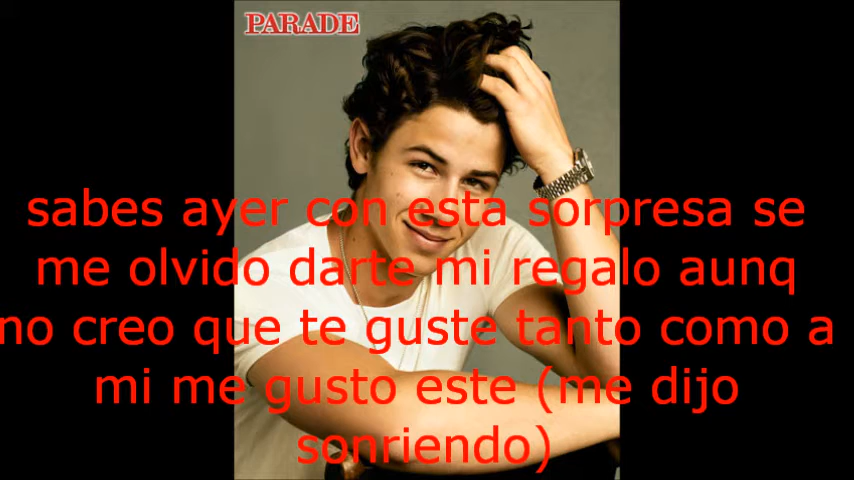 PARADE
sabes ayer con esta sorpresa se
me olvido darte mi regalo aunq
no creo que te guste tanto como a
mi me gusto este (me dijo
sonriendo)